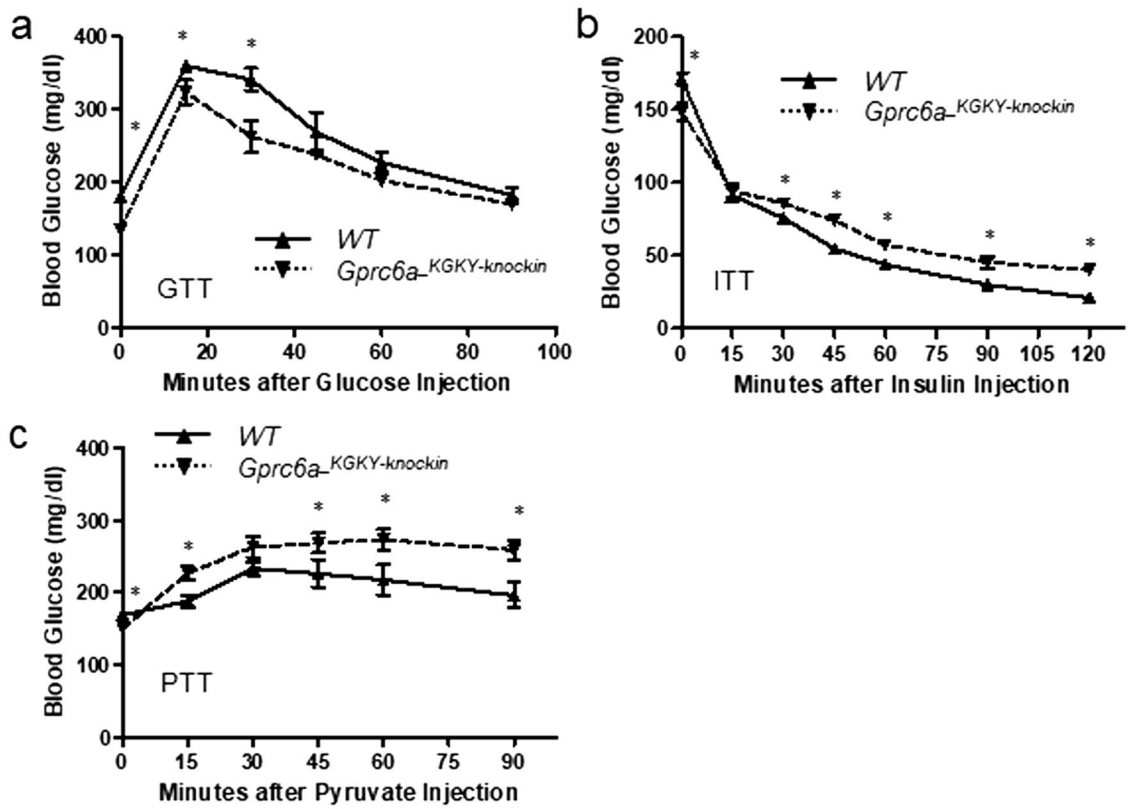 a
Blood Glucose (mg/dl)
400
300
200
100
0
*
*
*
WT
Gprc6a-KGKY-knockin
GTT
0 20 40 60 80 100
Minutes after Glucose Injection
b
Blood Glucose (mg/dl)
200
150
100
50
0
*
WT
Gprc6a-KGKY-knockin
* * * * *
ITT
0 15 30 45 60 75 90 105 120
Minutes after Insulin Injection
c
WT
Gprc6a-KGKY-knockin
Blood Glucose (mg/dl)
400
300
200
100
0
* * * * *
PTT
0 15 30 45 60 75 90
Minutes after Pyruvate Injection